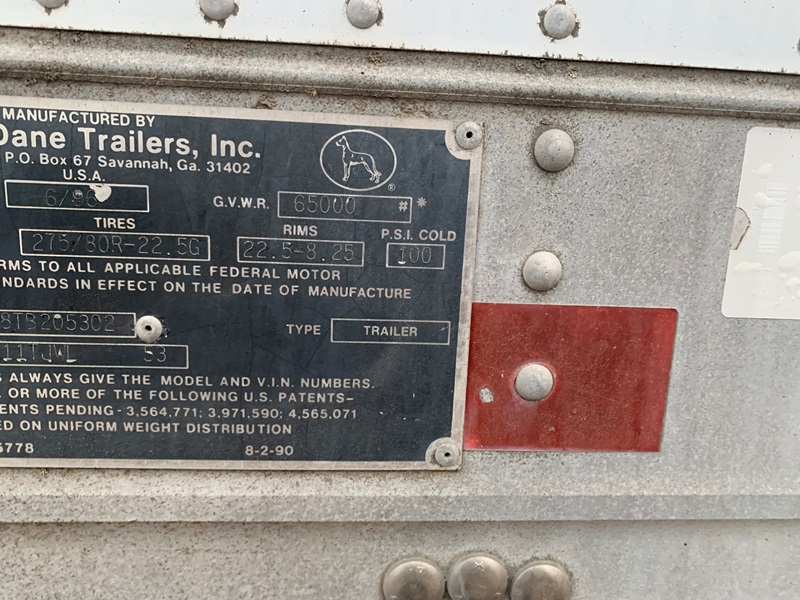 MANUFACTURED BY
Dane Trailers, Inc.
P.O. Box 67 Savannah, Ga. 31402
U.S.A.
6/96
G.V.W.R. 65000 #*
TIRES RIMS P.S.I. COLD
275/80R-22.5G 22.5-8.25 100
RMS TO ALL APPLICABLE FEDERAL MOTOR
NDARDS IN EFFECT ON THE DATE OF MANUFACTURE
8TB205302 TYPE TRAILER
53
ALWAYS GIVE THE MODEL AND V.I.N. NUMBERS.
OR MORE OF THE FOLLOWING U.S. PATENTS-
ENTS PENDING - 3,564,771; 3,971,590; 4,565,071
ED ON UNIFORM WEIGHT DISTRIBUTION
5778 8-2-90